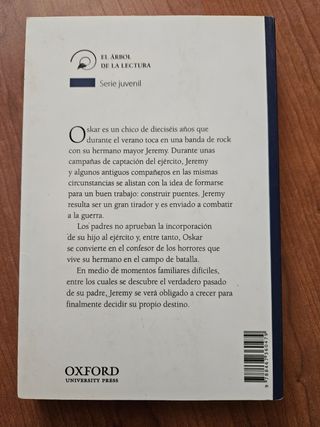 EL ÁRBOL
DE LA LECTURA
Serie juvenil
Oskar es un chico de dieciséis años que
durante el verano toca en una banda de rock
con su hermano mayor Jeremy. Durante unas
campañas de captación del ejército, Jeremy
y algunos antiguos compañeros en las mismas
circunstancias se alistan con la idea de formarse
para un buen trabajo: construir puentes. Jeremy
resulta ser un gran tirador y es enviado a combatir
a la guerra.
Los padres no aprueban la incorporación
de su hijo al ejército y, entre tanto, Oskar
se convierte en el confesor de los horrores que
vive su hermano en el campo de batalla.
En medio de momentos familiares difíciles,
entre los cuales se descubre el verdadero pasado
de su padre, Jeremy se verá obligado a crecer para
finalmente decidir su propio destino.
OXFORD
UNIVERSITY PRESS